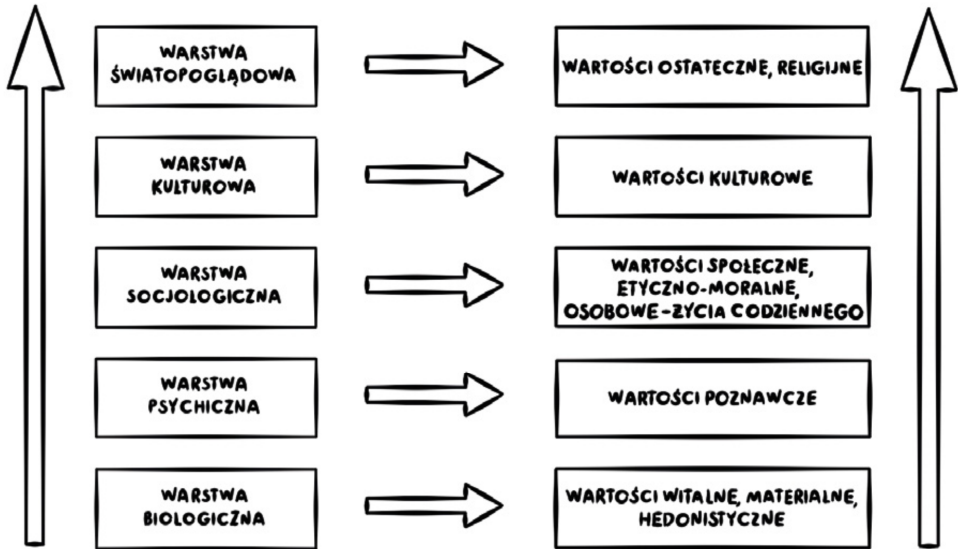 WARSTWA
ŚWIATOPOGLĄDOWA
WARTOŚCI OSTATECZNE, RELIGIJNE
WARSTWA
KULTUROWA
WARTOŚCI KULTUROWE
WARSTWA
SOCJOLOGICZNA
WARTOŚCI SPOŁECZNE,
ETYCZNO-MORALNE,
OSOBOWE-ŻYCIA CODZIENNEGO
WARSTWA
PSYCHICZNA
WARTOŚCI POZNAWCZE
WARSTWA
BIOLOGICZNA
WARTOŚCI WITALNE, MATERIALNE,
HEDONISTYCZNE